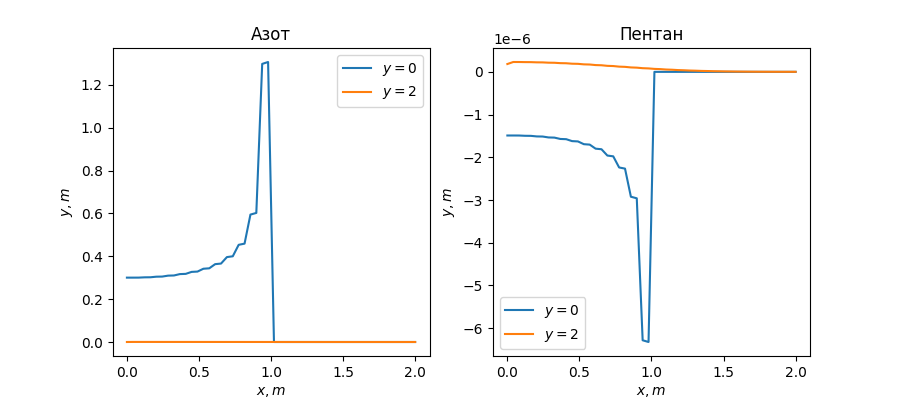 Азот
1.2
1.0
0.8
0.6
0.4
0.2
0.0
y, m
0.0 0.5 1.0 1.5 2.0
x, m
y = 0
y = 2
Пентан
1e−6
0
−1
−2
−3
−4
−5
−6
y, m
0.0 0.5 1.0 1.5 2.0
x, m
y = 0
y = 2